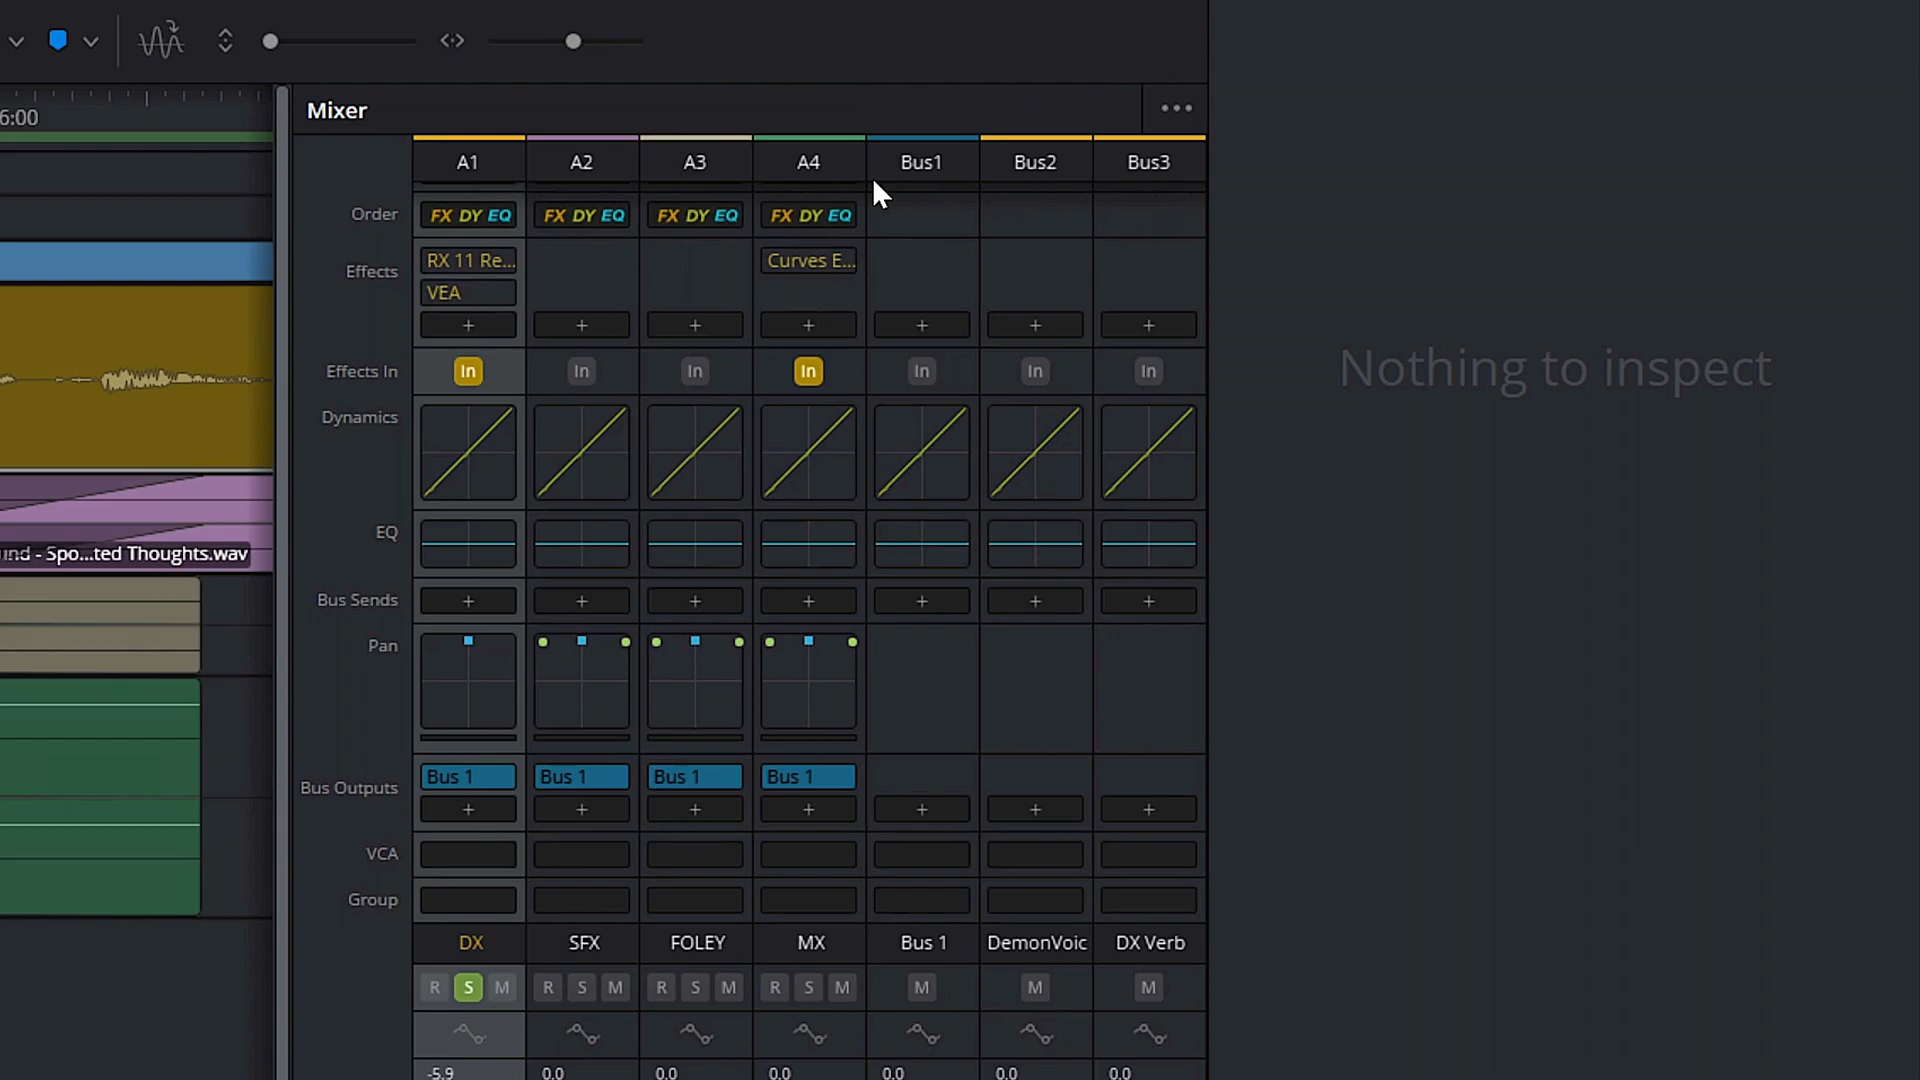 6:00
Mixer
A1 A2 A3 A4 Bus1 Bus2 Bus3
Order FX DY EQ FX DY EQ FX DY EQ FX DY EQ
Effects RX 11 Re... Curves E...
VEA
+ + + + + + +
Effects In In In In In In In In
Nothing to inspect
Dynamics
EQ
und - Spo...ted Thoughts.wav
Bus Sends + + + + + + +
Pan
Bus Outputs Bus 1 Bus 1 Bus 1 Bus 1
+ + + + + + +
VCA
Group
DX SFX FOLEY MX Bus 1 DemonVoic DX Verb
R S M R S M R S M R S M M M M
-5.9 0.0 0.0 0.0 0.0 0.0 0.0